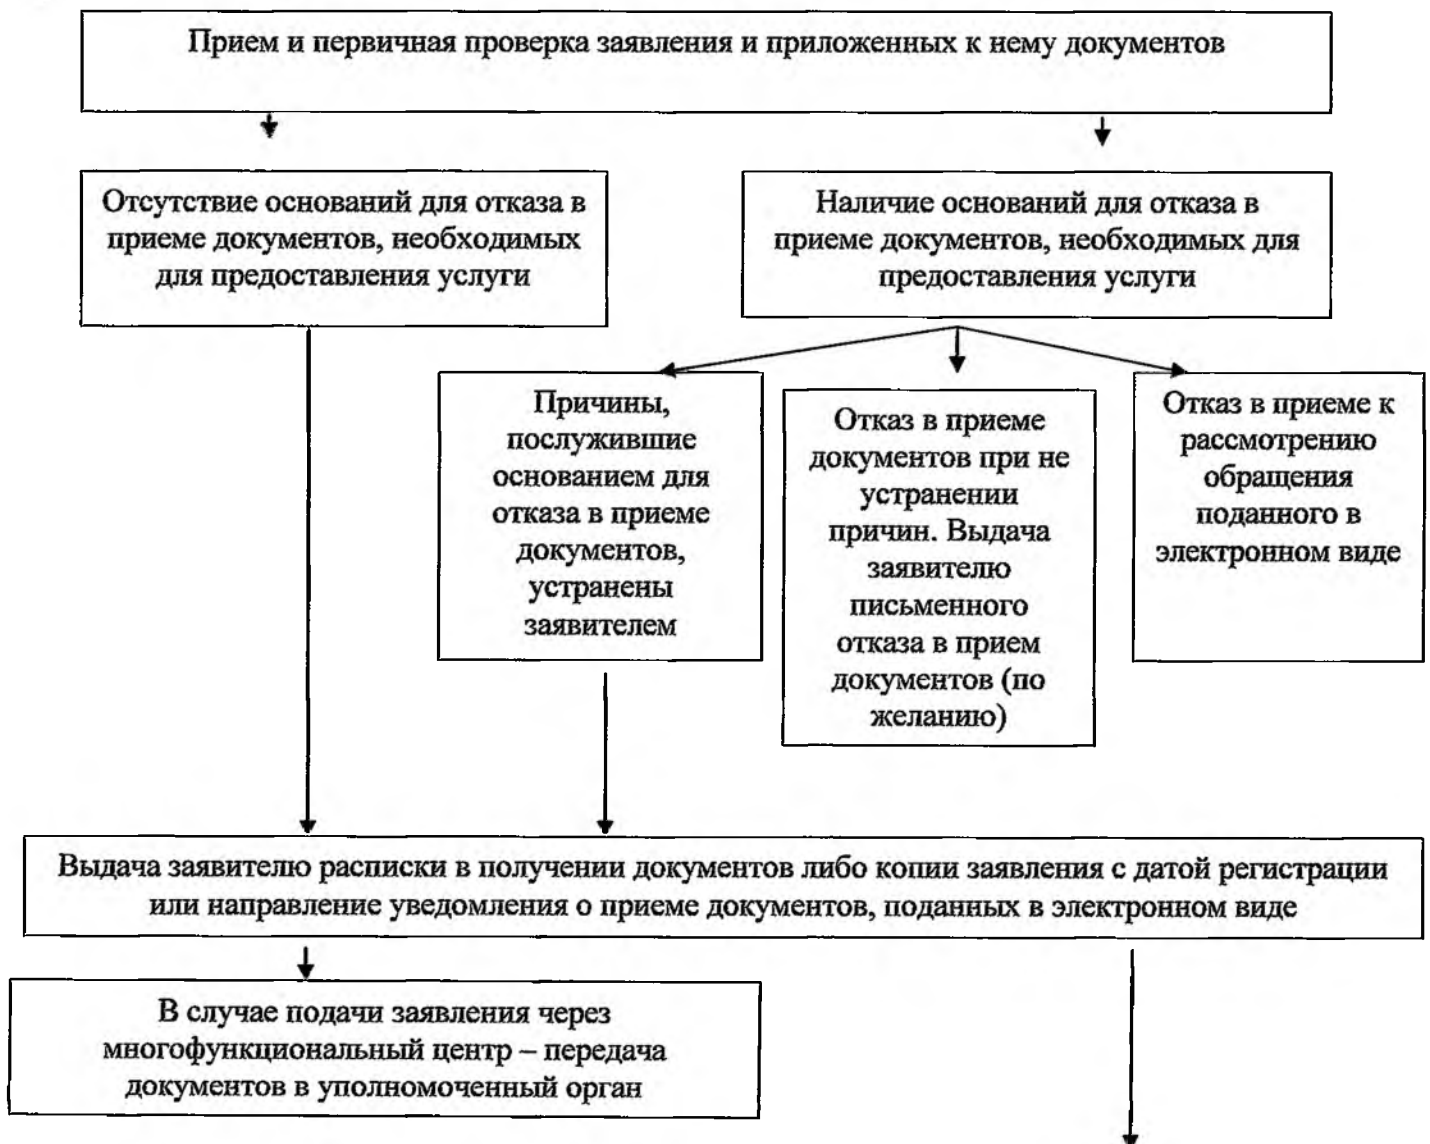 Прием и первичная проверка заявления и приложенных к нему документов
Отсутствие оснований для отказа в
приеме документов, необходимых
для предоставления услуги
Наличие оснований для отказа в
приеме документов, необходимых для
предоставления услуги
Причины,
послужившие
основанием для
отказа в приеме
документов,
устранены
заявителем
Отказ в приеме
документов при не
устранении
причин. Выдача
заявителю
письменного
отказа в прием
документов (по
желанию)
Отказ в приеме к
рассмотрению
обращения
поданного в
электронном виде
Выдача заявителю расписки в получении документов либо копии заявления с датой регистрации
или направление уведомления о приеме документов, поданных в электронном виде
В случае подачи заявления через
многофункциональный центр – передача
документов в уполномоченный орган